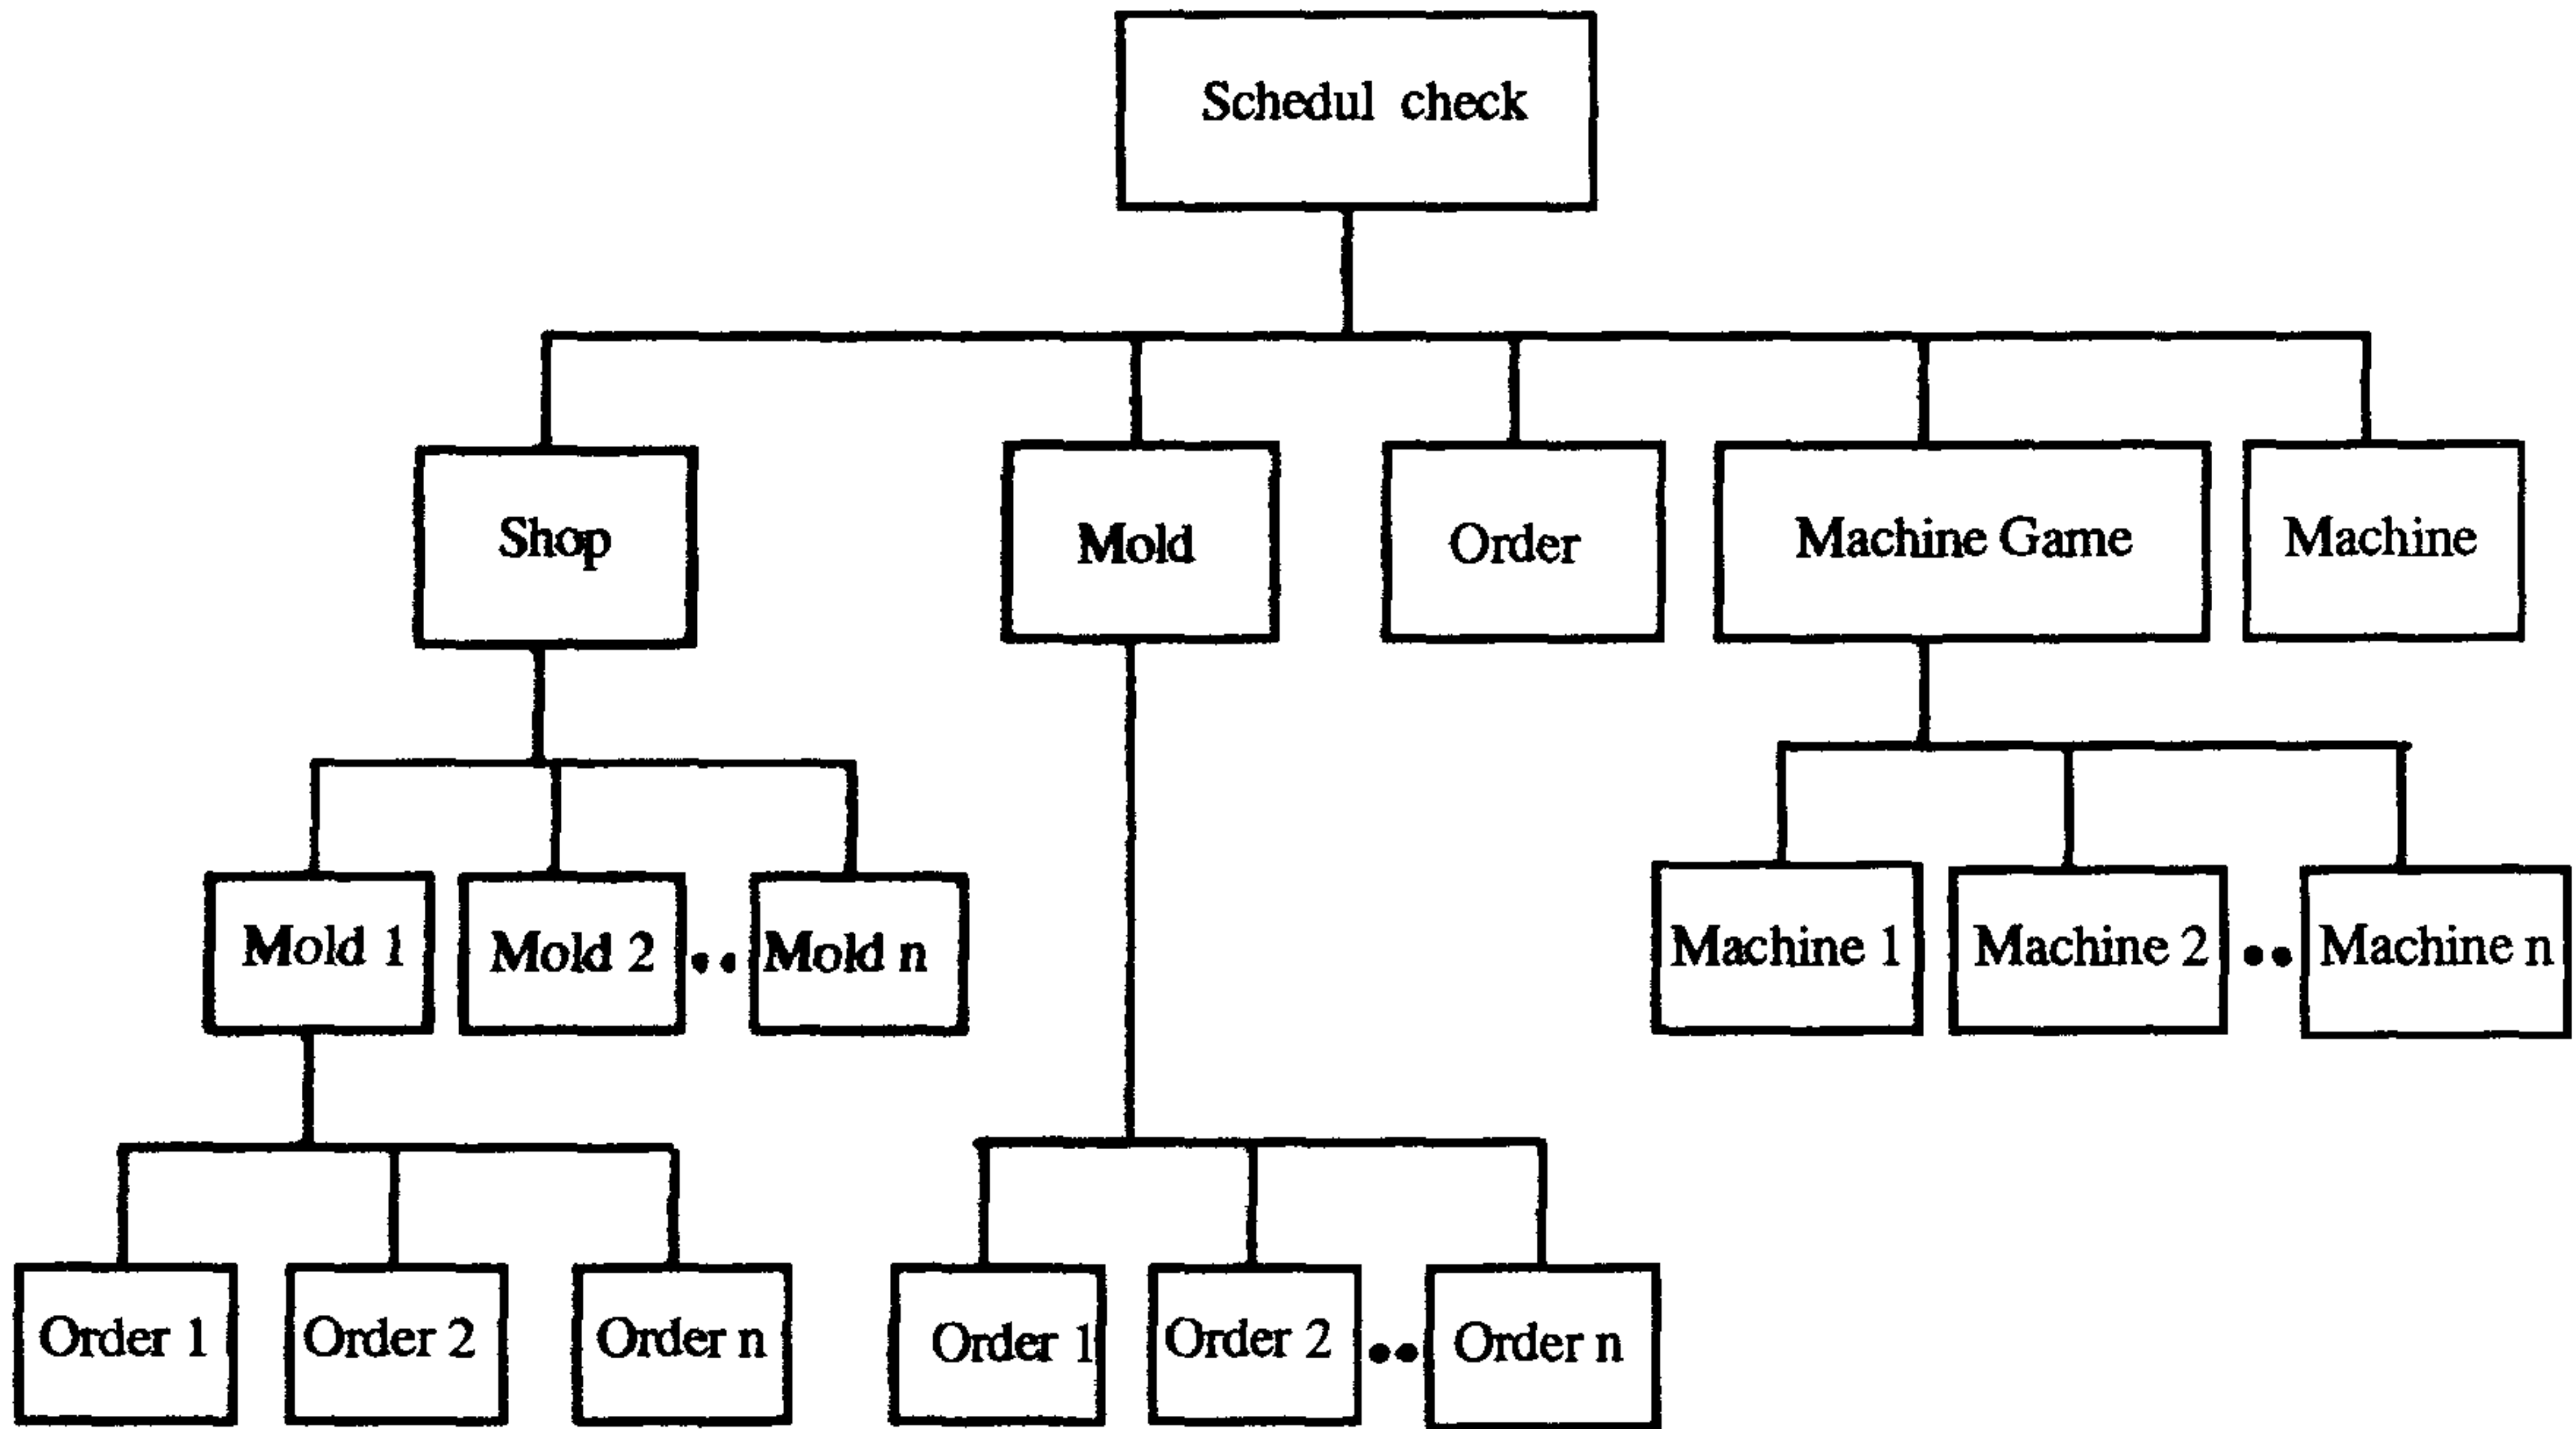 Schedul check
Shop
Mold
Order
Machine Game
Machine
Mold 1
Mold 2
..
Mold n
Machine 1
Machine 2
..
Machine n
Order 1
Order 2
Order n
Order 1
Order 2
..
Order n